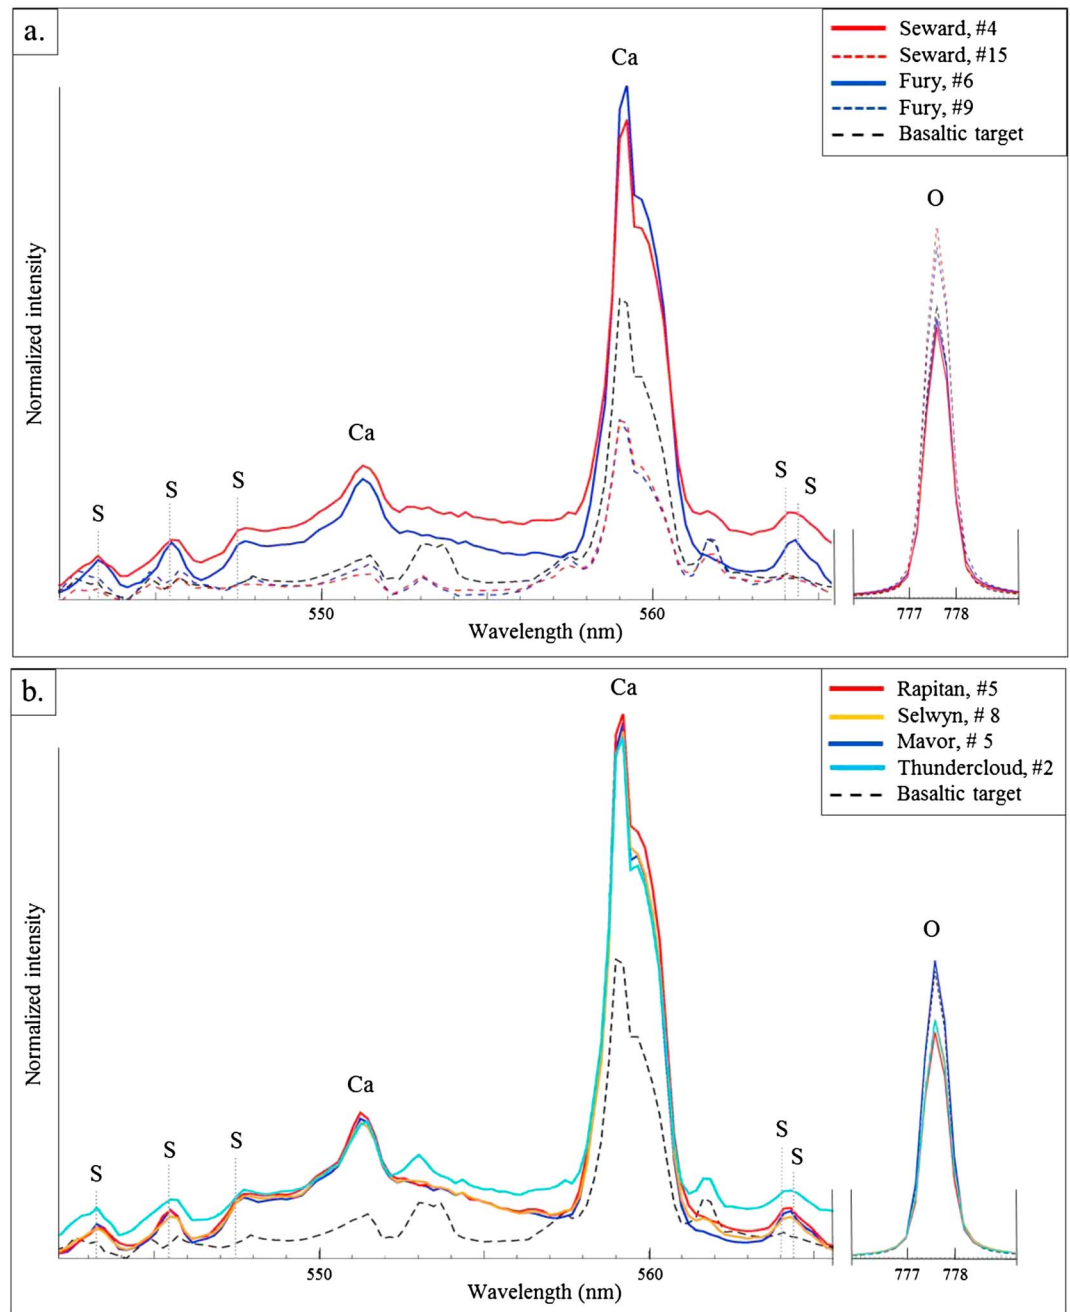 a.
Seward, #4
Seward, #15
Fury, #6
Fury, #9
Basaltic target
Ca
O
Ca
S
S
S
S
S
Normalized intensity
550
560
777
778
Wavelength (nm)
b.
Rapitan, #5
Selwyn, # 8
Mavor, # 5
Thundercloud, #2
Basaltic target
Ca
O
Ca
S
S
S
S
S
Normalized intensity
550
560
777
778
Wavelength (nm)